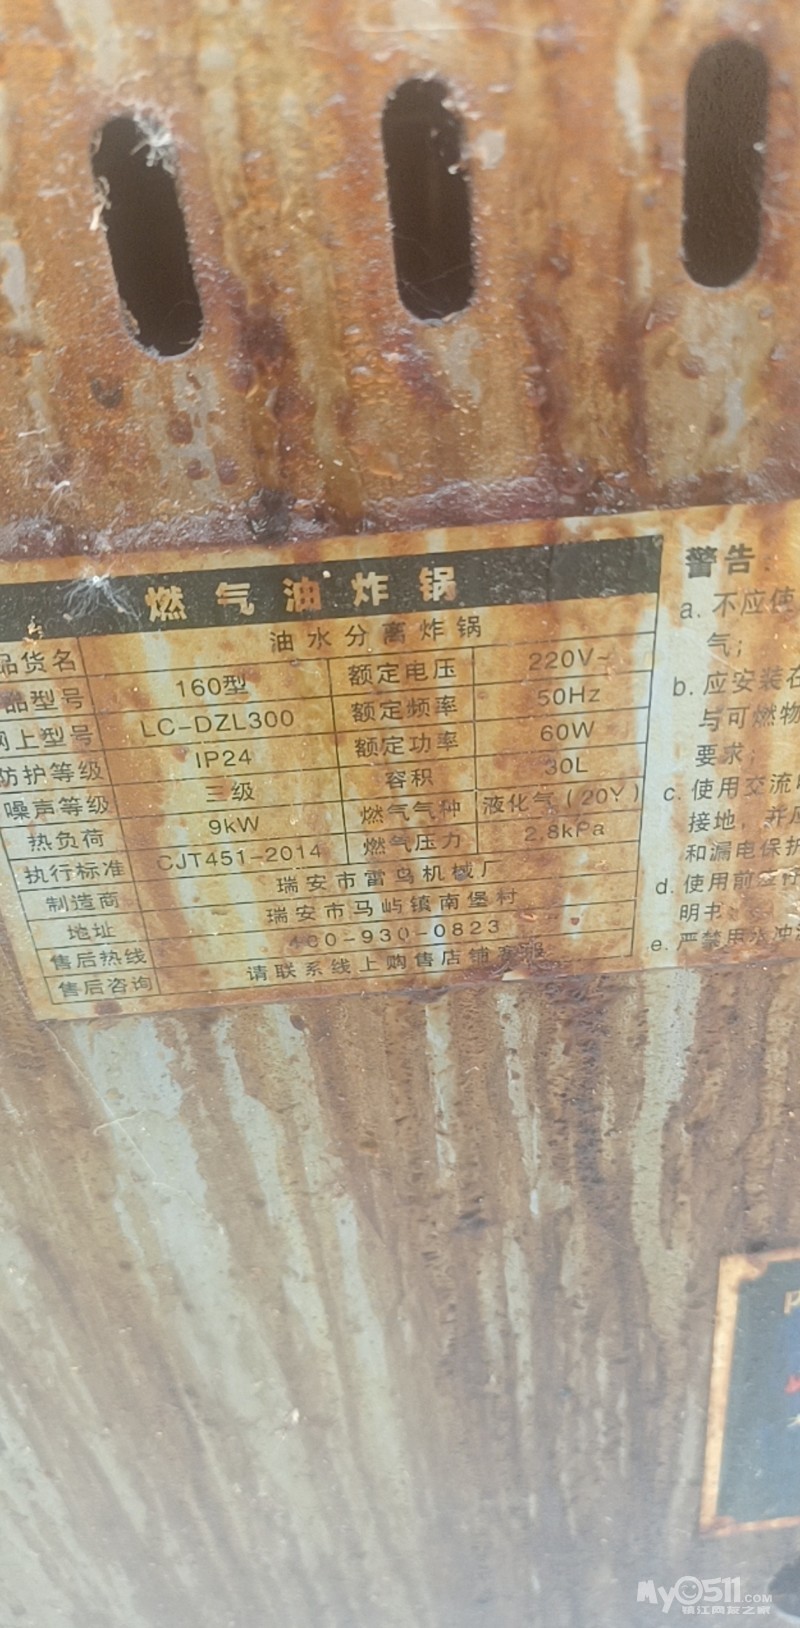 燃气油炸锅
品货名 油水分离炸锅
品型号 160型 额定电压 220V~
网上型号 LC-DZL300 额定频率 50Hz
防护等级 IP24 额定功率 60W
噪声等级 三级 容积 30L
热负荷 9kW 燃气气种 液化气(20Y)
执行标准 CJT451-2014 燃气压力 2.8kPa
制造商 瑞安市雷鸟机械厂
地址 瑞安市马屿镇南堡村
售后热线 400-930-0823
售后咨询 请联系线上购售店铺客服
警告
a. 不应使
气;
b. 应安装在
与可燃物
要求;
c. 使用交流
接地，并应
和漏电保护
d. 使用前
明书
e. 严禁用水冲
MyO511.COM
镇江网友之家